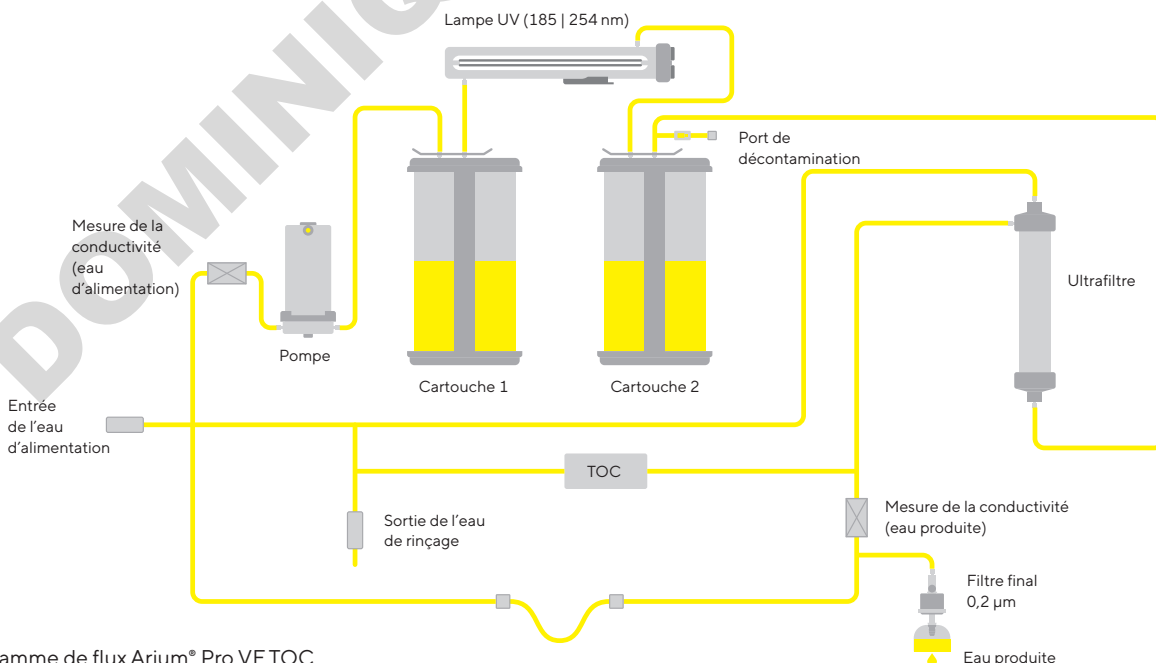 Lampe UV (185 | 254 nm)
Port de
décontamination
Mesure de la
conductivité
(eau
d'alimentation)
Ultrafiltre
Pompe
Cartouche 1
Cartouche 2
Entrée
de l'eau
d'alimentation
TOC
Mesure de la conductivité
(eau produite)
Sortie de l'eau
de rinçage
Filtre final
0,2 µm
Eau produite
de flux Arium® Pro VF TOC
DOMINIQ